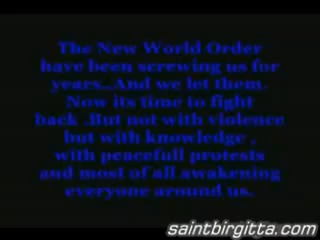 The New World Order
have been screwing us for
years..And we let them.
Now its time to fight
back .But not with violence
but with knowledge ,
with peacefull protests
and most of all awakening
everyone around us.
saintbirgitta.com